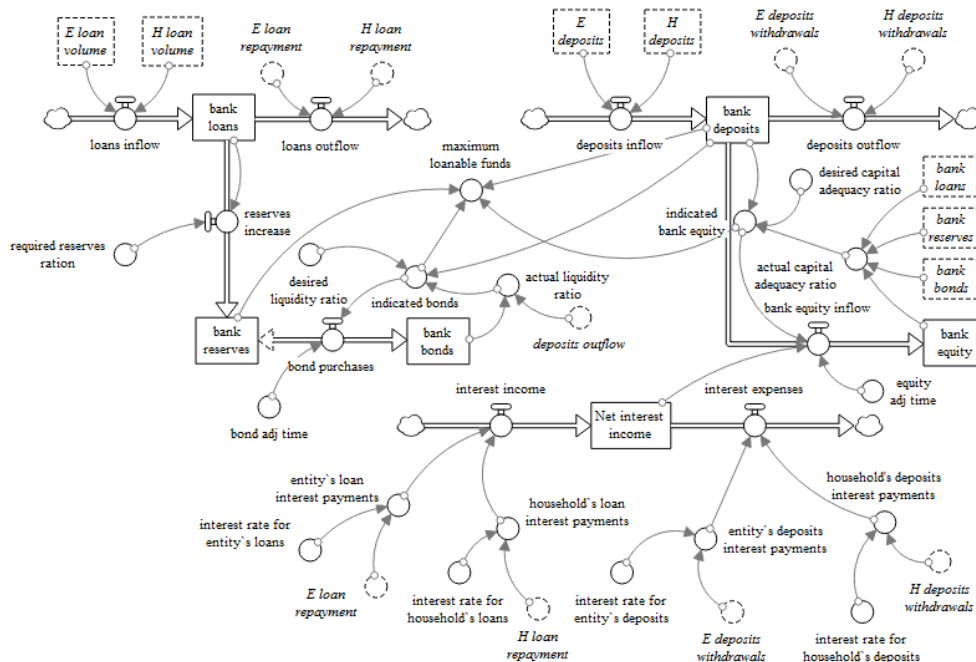 E loan
volume
H loan
volume
E loan
repayment
H loan
repayment
E
deposits
H
deposits
E deposits
withdrawals
H deposits
withdrawals
bank
loans
loans inflow
loans outflow
maximum
loanable funds
bank
deposits
deposits inflow
deposits outflow
desired capital
adequacy ratio
bank
loans
reserves
increase
required reserves
ration
indicated
bank equity
bank
reserves
actual capital
adequacy ratio
bank
bonds
desired
liquidity ratio
indicated bonds
actual liquidity
ratio
bank equity inflow
bank
reserves
bond purchases
bank
bonds
deposits outflow
bank
equity
interest income
interest expenses
equity
adj time
bond adj time
Net interest
income
entity`s loan
interest payments
household's deposits
interest payments
interest rate for
entity`s loans
household`s loan
interest payments
entity`s deposits
interest payments
E loan
repayment
interest rate for
household`s loans
H loan
repayment
interest rate for
entity`s deposits
E deposits
withdrawals
H deposits
withdrawals
interest rate for
household`s deposits